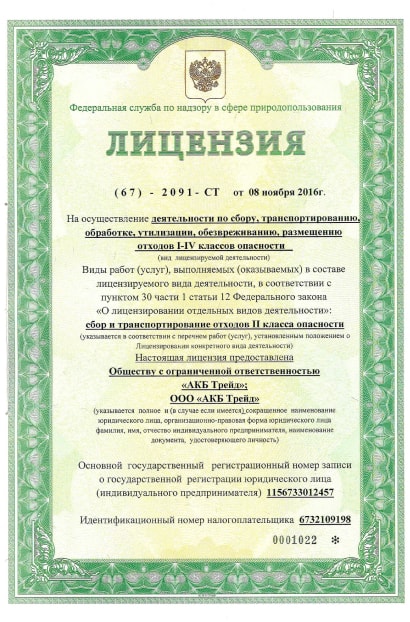 Федеральная служба по надзору в сфере природопользования
ЛИЦЕНЗИЯ
(67) - 2091-СТ от 08 ноября 2016г.
На осуществление деятельности по сбору, транспортированию,
обработке, утилизации, обезвреживанию, размещению
отходов I-IV классов опасности
(вид лицензируемой деятельности)
Виды работ (услуг), выполняемых (оказываемых) в составе
лицензируемого вида деятельности, в соответствии с
пунктом 30 части 1 статьи 12 Федерального закона
«О лицензировании отдельных видов деятельности»:
сбор и транспортирование отходов II класса опасности
(указывается в соответствии с перечнем работ (услуг), установленным положением о
Лицензировании конкретного вида деятельности)
Настоящая лицензия предоставлена
Обществу с ограниченной ответственностью
«АКБ Трейд»;
ООО «АКБ Трейд»
(указывается полное и (в случае если имеется) сокращенное наименование
юридического лица, организационно-правовая форма юридического лица
фамилия, имя, отчество индивидуального предпринимателя, наименование
документа, удостоверяющего личность)
Основной государственный регистрационный номер записи
о государственной регистрации юридического лица
(индивидуального предпринимателя) 1156733012457
Идентификационный номер налогоплательщика 6732109198
0001022 *